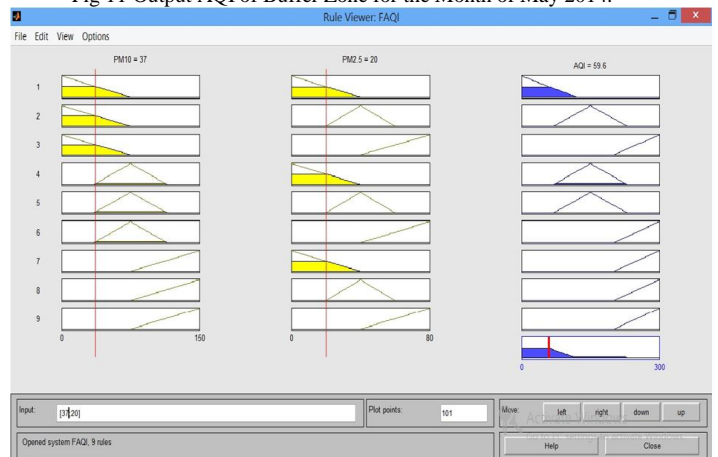 Fig 11 Output AQI of Buffer Zone for the Month of May 2014.
Rule Viewer: FAQI
File Edit View Options
PM10 = 37 PM2.5 = 20 AQI = 59.6
1
2
3
4
5
6
7
8
9
0 150 0 80
0 300
Input: [37;20] Plot points: 101 Move: left right down up
Activate Windows
Opened system FAQI, 9 rules Help Close